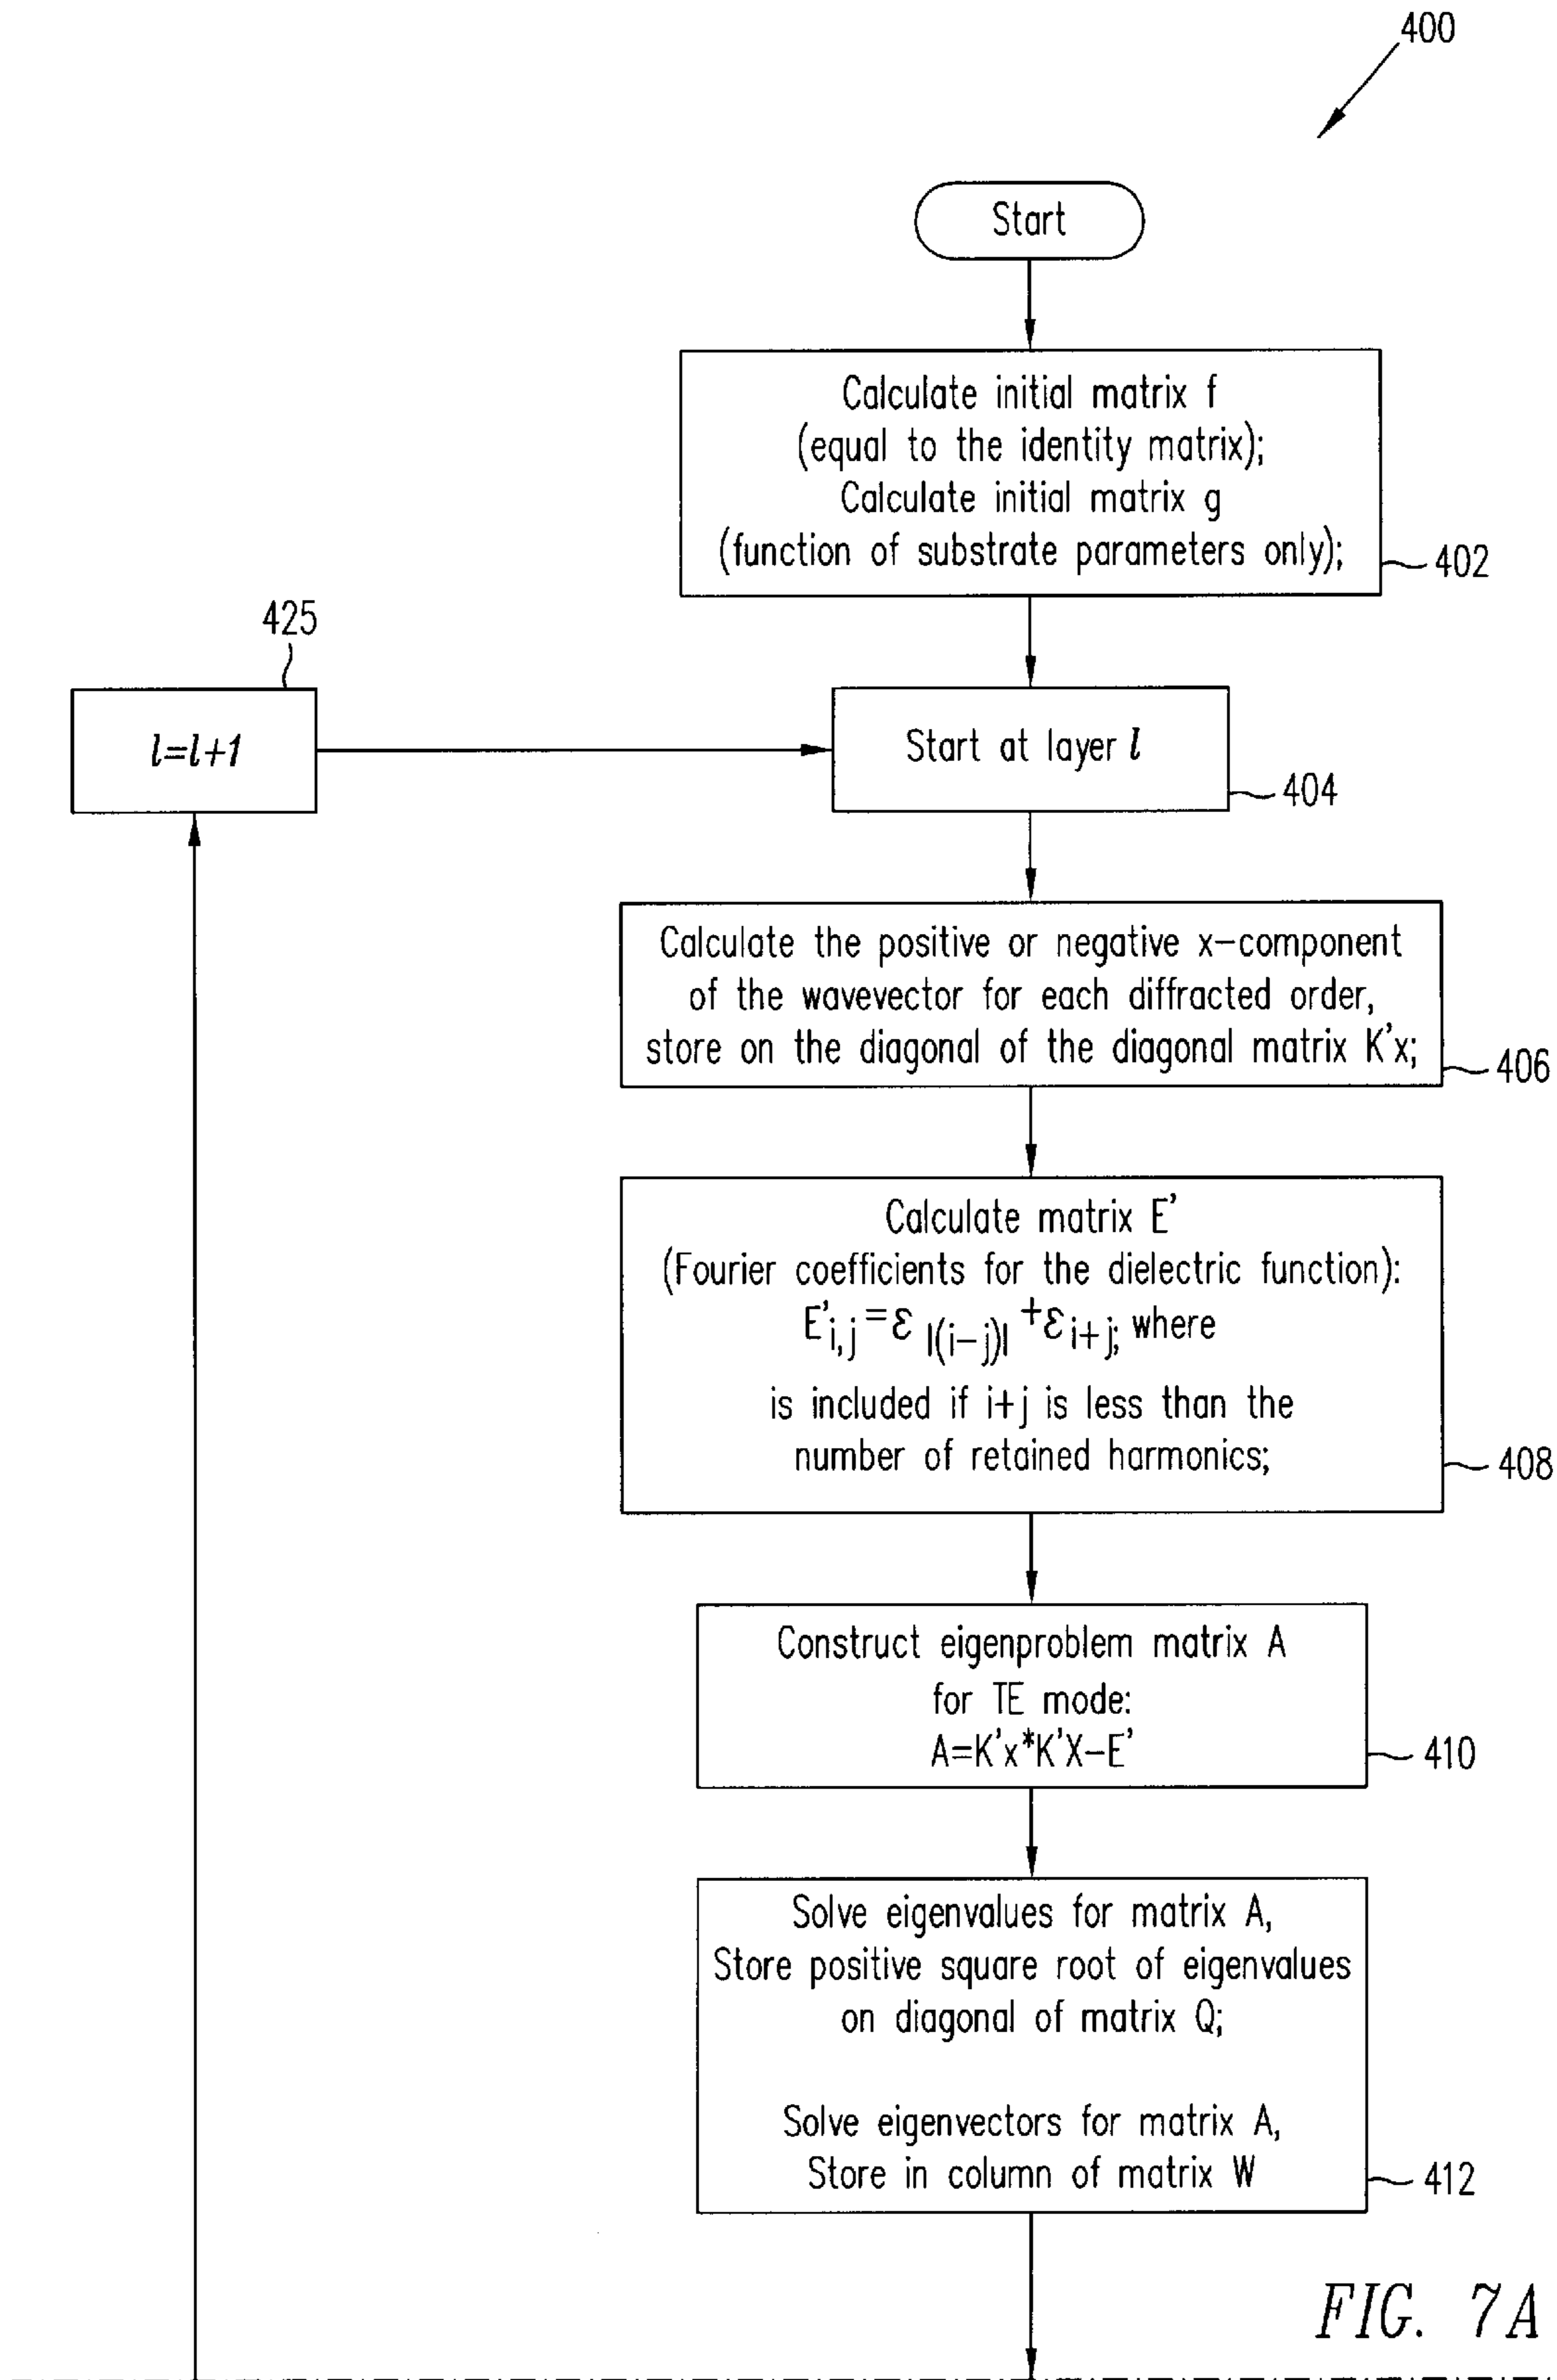 400
Start
Calculate initial matrix f
(equal to the identity matrix);
Calculate initial matrix g
(function of substrate parameters only);
402
425
l=l+1
Start at layer l
404
Calculate the positive or negative x-component
of the wavevector for each diffracted order,
store on the diagonal of the diagonal matrix K'x;
406
Calculate matrix E'
(Fourier coefficients for the dielectric function):
E'i,j=ε|(i-j)|+εi+j; where
is included if i+j is less than the
number of retained harmonics;
408
Construct eigenproblem matrix A
for TE mode:
A=K'x*K'X-E'
410
Solve eigenvalues for matrix A,
Store positive square root of eigenvalues
on diagonal of matrix Q;
Solve eigenvectors for matrix A,
Store in column of matrix W
412
FIG. 7A